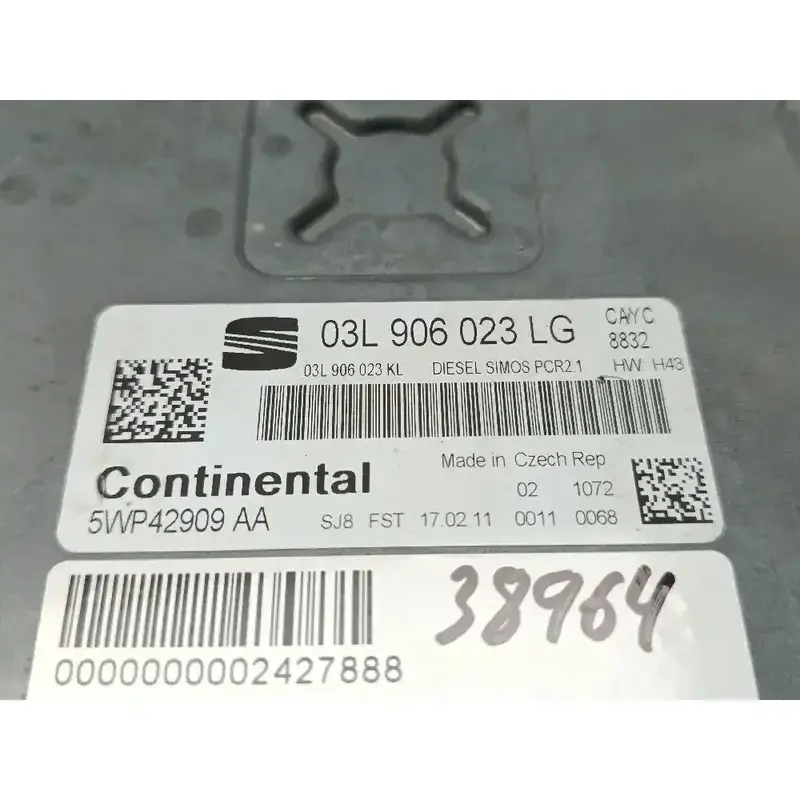 03L 906 023 LG CAYC
8832
03L 906 023 KL DIESEL SIMOS PCR2.1 HW H43
Made in Czech Rep
Continental
02 1072
5WP42909 AA SJ8 FST 17.02.11 0011 0068
38964
0000000002427888